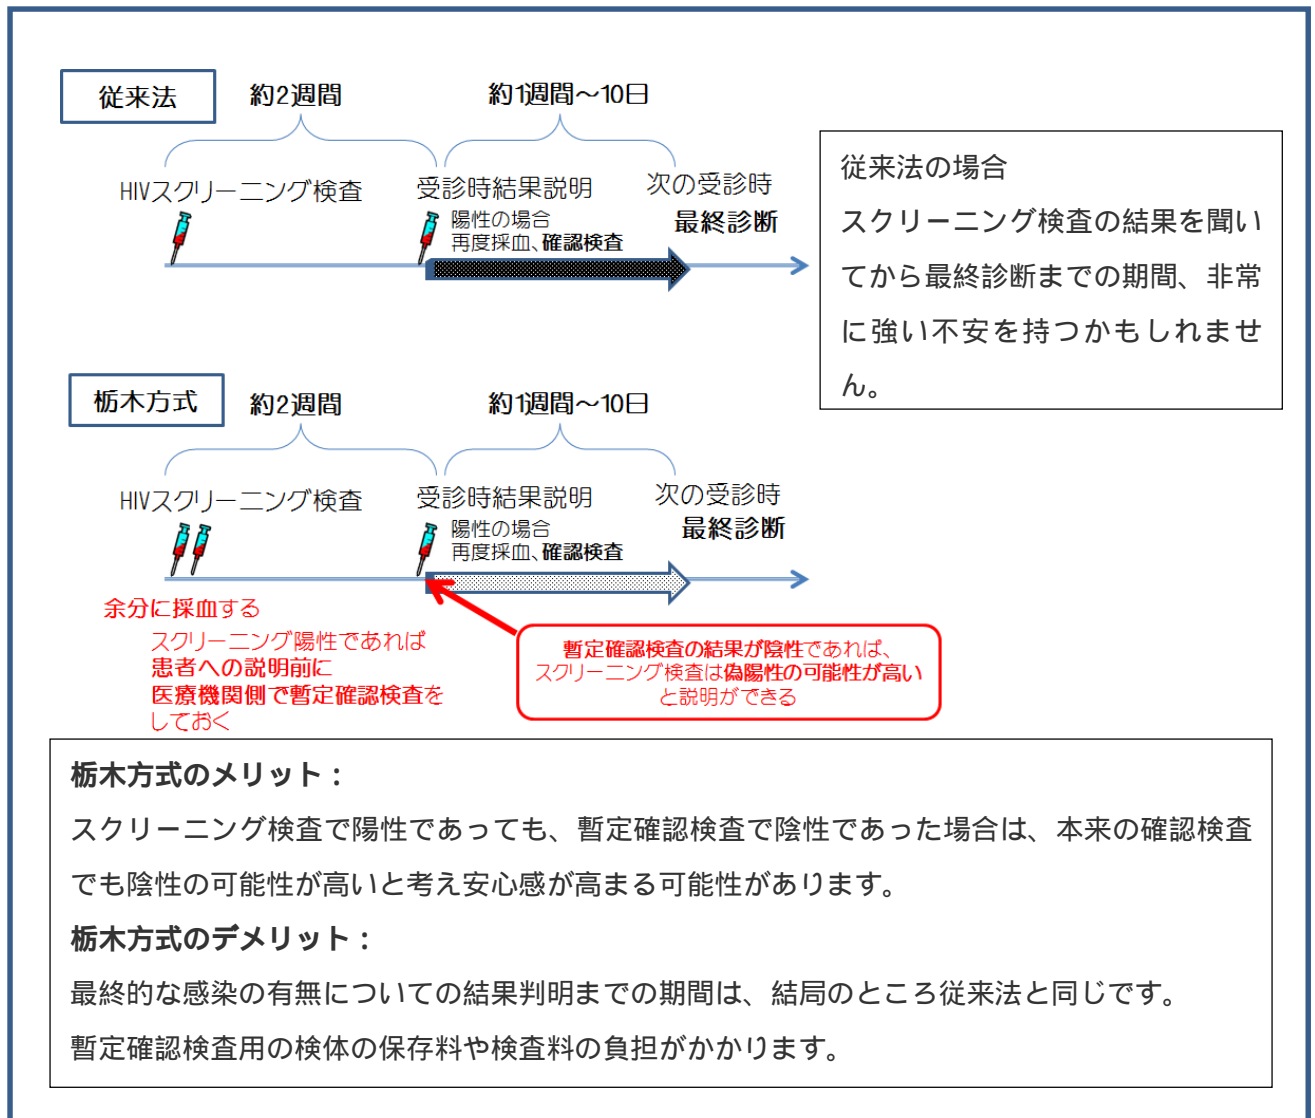 従来法
約2週間
約1週間～10日
HIVスクリーニング検査
受診時結果説明
次の受診時
陽性の場合
再度採血、確認検査
最終診断
従来法の場合
スクリーニング検査の結果を聞い
てから最終診断までの期間、非常
に強い不安を持つかもしれませ
ん。
栃木方式
約2週間
約1週間～10日
HIVスクリーニング検査
受診時結果説明
次の受診時
陽性の場合
再度採血、確認検査
最終診断
余分に採血する
スクリーニング陽性であれば
患者への説明前に
医療機関側で暫定確認検査を
しておく
暫定確認検査の結果が陰性であれば、
スクリーニング検査は偽陽性の可能性が高い
と説明ができる
栃木方式のメリット：
スクリーニング検査で陽性であっても、暫定確認検査で陰性であった場合は、本来の確認検査
でも陰性の可能性が高いと考え安心感が高まる可能性があります。
栃木方式のデメリット：
最終的な感染の有無についての結果判明までの期間は、結局のところ従来法と同じです。
暫定確認検査用の検体の保存料や検査料の負担がかかります。